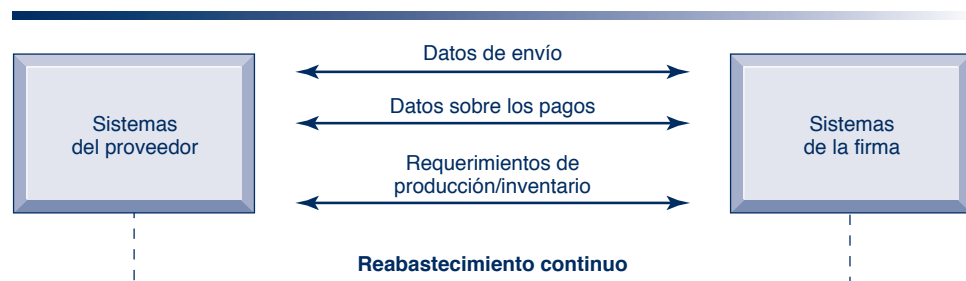 Datos de envío
Datos sobre los pagos
Sistemas
del proveedor
Sistemas
de la firma
Requerimientos de
producción/inventario
Reabastecimiento continuo